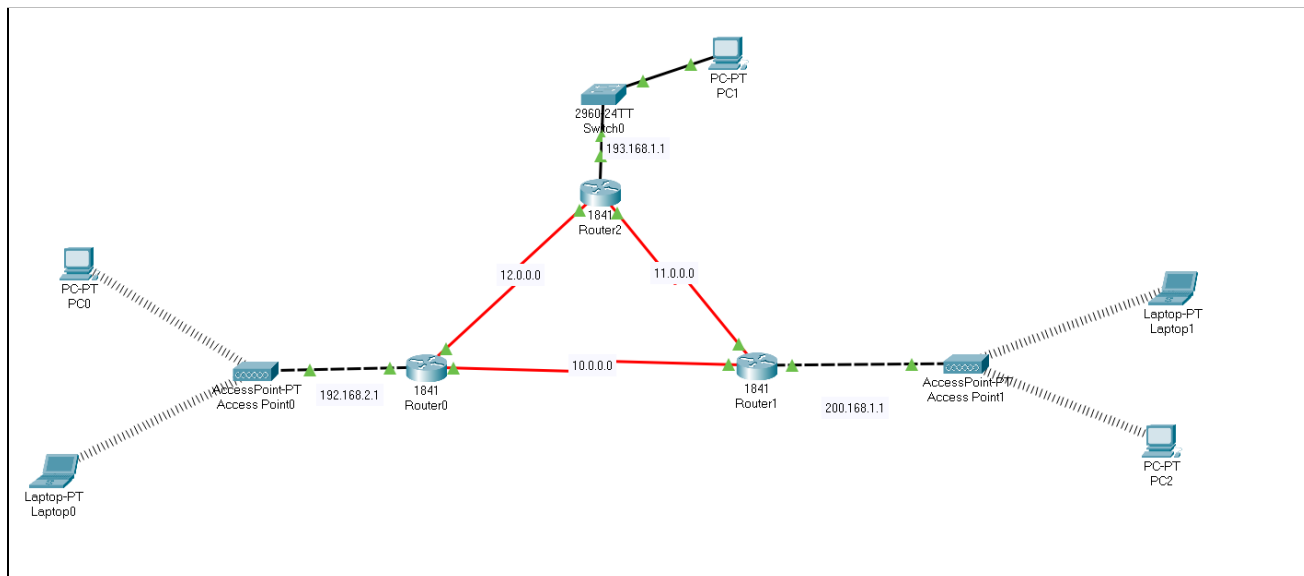 PC-PT
PC1
2960-24TT
Switch0
193.168.1.1
1841
Router2
12.0.0.0
11.0.0.0
PC-PT
PC0
Laptop-PT
Laptop1
10.0.0.0
AccessPoint-PT
Access Point0
192.168.2.1
1841
Router0
1841
Router1
200.168.1.1
AccessPoint-PT
Access Point1
PC-PT
PC2
Laptop-PT
Laptop0